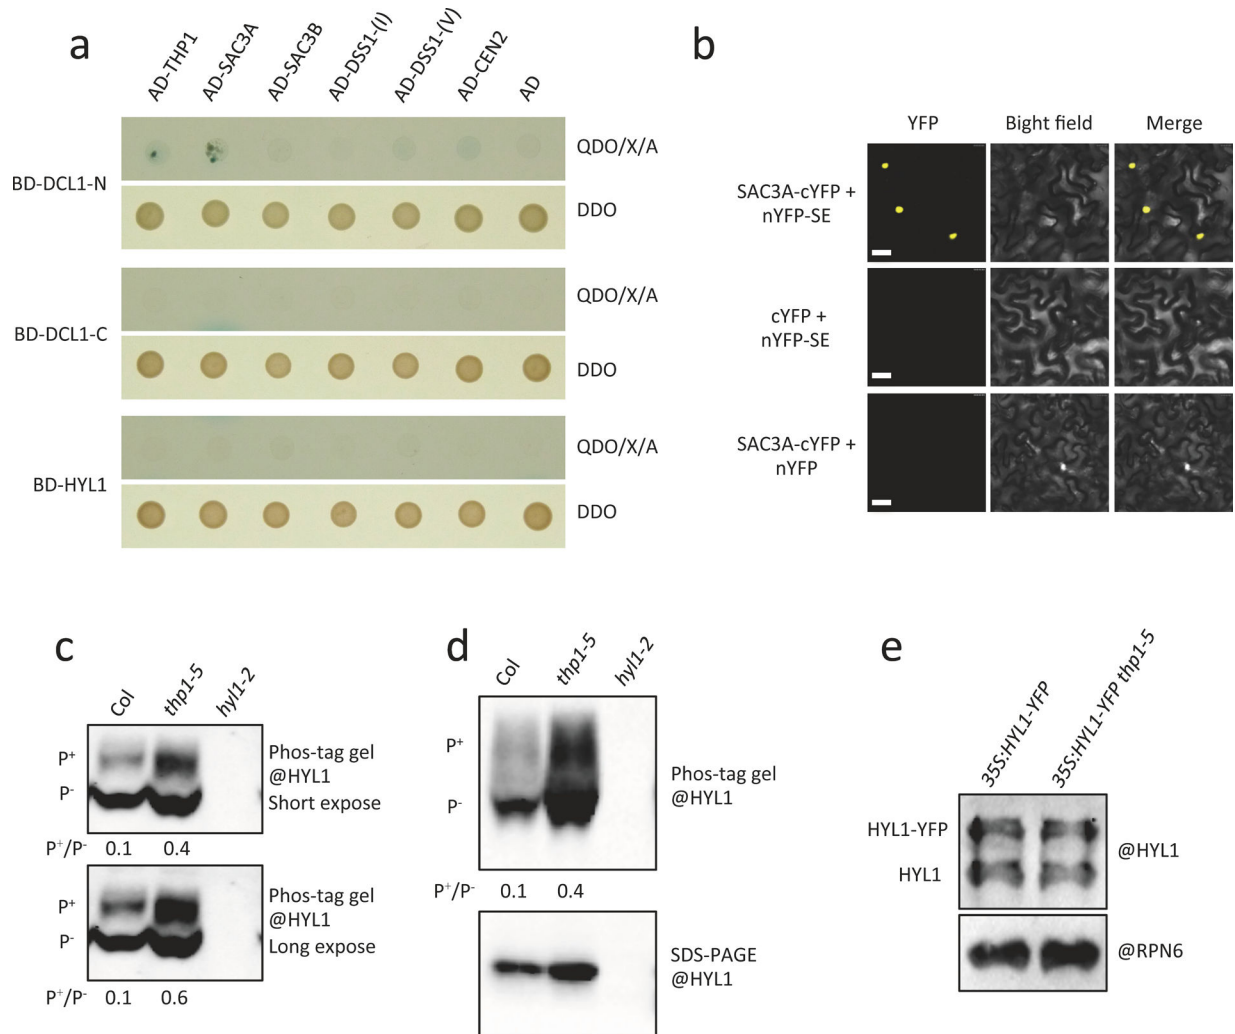 a
AD-THP1
AD-SAC3A
AD-SAC3B
AD-DSS1-(I)
AD-DSS1-(V)
AD-CEN2
AD
BD-DCL1-N
QDO/X/A
DDO
BD-DCL1-C
QDO/X/A
DDO
BD-HYL1
QDO/X/A
DDO
b
YFP
Bight field
Merge
SAC3A-cYFP +
nYFP-SE
cYFP +
nYFP-SE
SAC3A-cYFP +
nYFP
c
Col
thp1-5
hyl1-2
P+
P-
Phos-tag gel
@HYL1
Short expose
P+/P- 0.1 0.4
P+
P-
Phos-tag gel
@HYL1
Long expose
P+/P- 0.1 0.6
d
Col
thp1-5
hyl1-2
P+
P-
Phos-tag gel
@HYL1
P+/P- 0.1 0.4
SDS-PAGE
@HYL1
e
35S:HYL1-YFP
35S:HYL1-YFP thp1-5
HYL1-YFP
HYL1
@HYL1
@RPN6